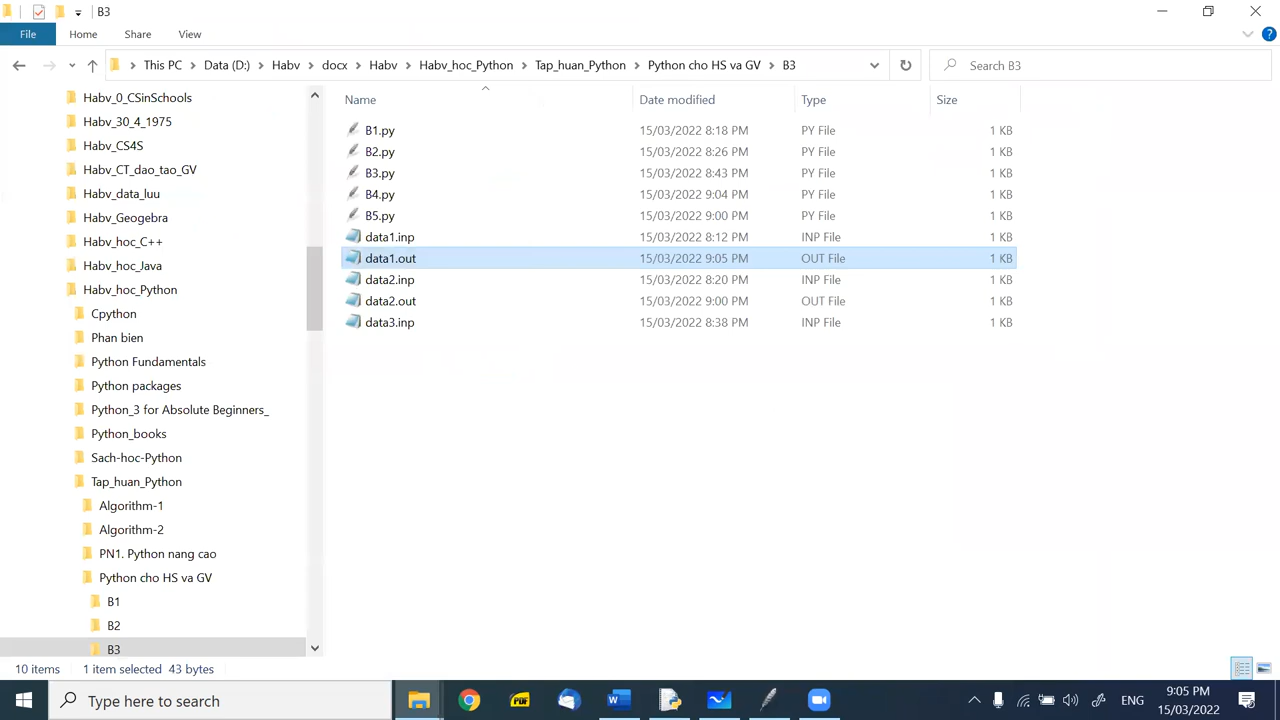 B3
File Home Share View
This PC Data (D:) Habv docx Habv Habv_hoc_Python Tap_huan_Python Python cho HS va GV B3 Search B3
Name Date modified Type Size
B1.py 15/03/2022 8:18 PM PY File 1 KB
B2.py 15/03/2022 8:26 PM PY File 1 KB
B3.py 15/03/2022 8:43 PM PY File 1 KB
B4.py 15/03/2022 9:04 PM PY File 1 KB
B5.py 15/03/2022 9:00 PM PY File 1 KB
data1.inp 15/03/2022 8:12 PM INP File 1 KB
data1.out 15/03/2022 9:05 PM OUT File 1 KB
data2.inp 15/03/2022 8:20 PM INP File 1 KB
data2.out 15/03/2022 9:00 PM OUT File 1 KB
data3.inp 15/03/2022 8:38 PM INP File 1 KB
Habv_0_CSinSchools
Habv_30_4_1975
Habv_CS4S
Habv_CT_dao_tao_GV
Habv_data_luu
Habv_Geogebra
Habv_hoc_C++
Habv_hoc_Java
Habv_hoc_Python
Cpython
Phan bien
Python Fundamentals
Python packages
Python_3 for Absolute Beginners_
Python_books
Sach-hoc-Python
Tap_huan_Python
Algorithm-1
Algorithm-2
PN1. Python nang cao
Python cho HS va GV
B1
B2
B3
10 items 1 item selected 43 bytes
Type here to search
PDF
W
ENG
9:05 PM
15/03/2022